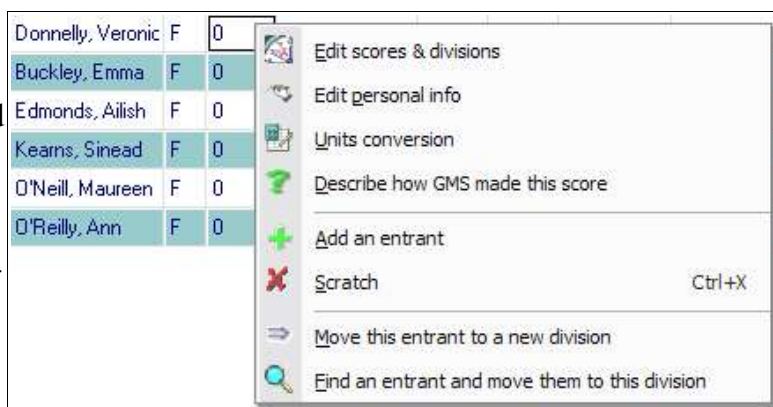 Donnelly, Veronic F 0
Buckley, Emma F 0
Edmonds, Ailish F 0
Kearns, Sinead F 0
O'Neill, Maureen F 0
O'Reilly, Ann F 0
Edit scores & divisions
Edit personal info
Units conversion
Describe how GMS made this score
Add an entrant
Scratch Ctrl+X
Move this entrant to a new division
Find an entrant and move them to this division